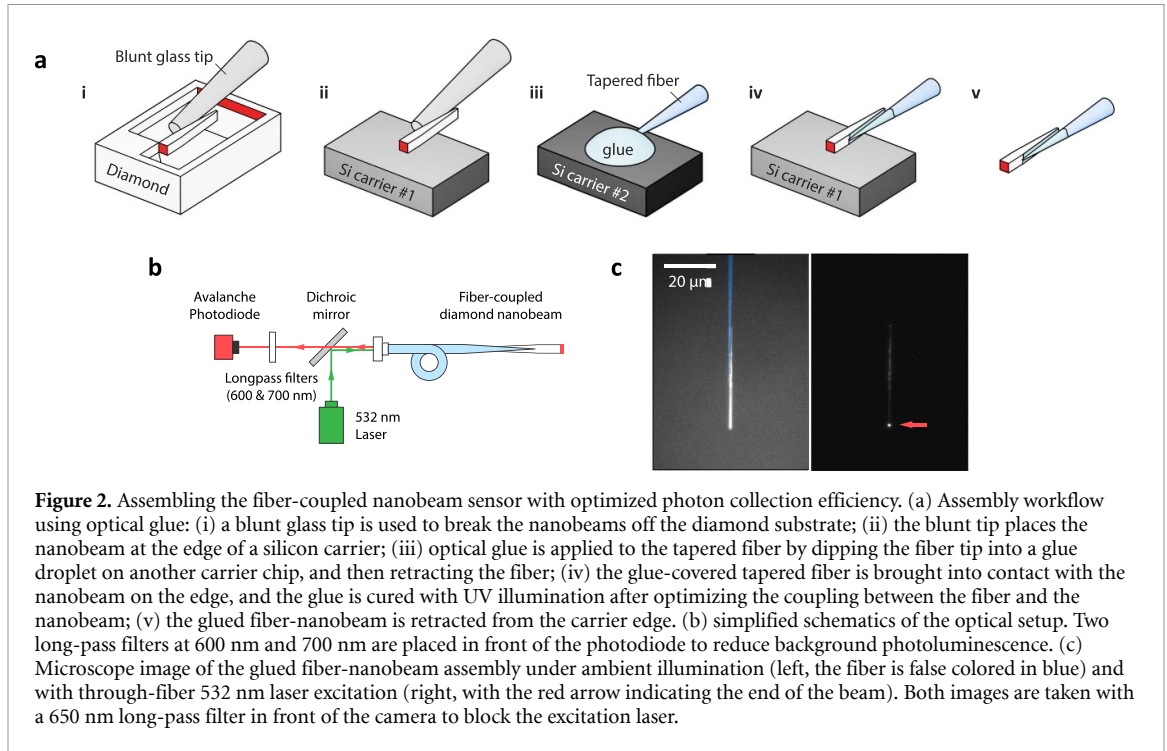 a
i
Blunt glass tip
Diamond
ii
Si carrier #1
iii
Tapered fiber
glue
Si carrier #2
iv
Si carrier #1
v
b
Avalanche
Photodiode
Dichroic
mirror
Fiber-coupled
diamond nanobeam
Longpass filters
(600 & 700 nm)
532 nm
Laser
c
20 µm
Figure 2. Assembling the fiber-coupled nanobeam sensor with optimized photon collection efficiency. (a) Assembly workflow
using optical glue: (i) a blunt glass tip is used to break the nanobeams off the diamond substrate; (ii) the blunt tip places the
nanobeam at the edge of a silicon carrier; (iii) optical glue is applied to the tapered fiber by dipping the fiber tip into a glue
droplet on another carrier chip, and then retracting the fiber; (iv) the glue-covered tapered fiber is brought into contact with the
nanobeam on the edge, and the glue is cured with UV illumination after optimizing the coupling between the fiber and the
nanobeam; (v) the glued fiber-nanobeam is retracted from the carrier edge. (b) simplified schematics of the optical setup. Two
long-pass filters at 600 nm and 700 nm are placed in front of the photodiode to reduce background photoluminescence. (c)
Microscope image of the glued fiber-nanobeam assembly under ambient illumination (left, the fiber is false colored in blue) and
with through-fiber 532 nm laser excitation (right, with the red arrow indicating the end of the beam). Both images are taken with
a 650 nm long-pass filter in front of the camera to block the excitation laser.